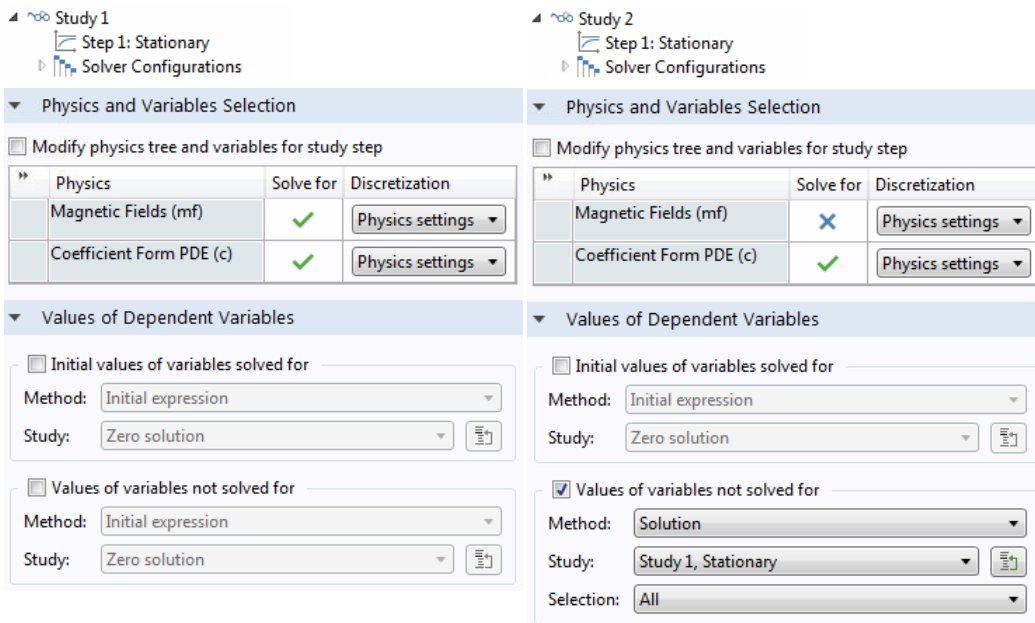 Study 1
Step 1: Stationary
Solver Configurations
Physics and Variables Selection
Modify physics tree and variables for study step
Physics Solve for Discretization
Magnetic Fields (mf) Physics settings
Coefficient Form PDE (c) Physics settings
Values of Dependent Variables
Initial values of variables solved for
Method: Initial expression
Study: Zero solution
Values of variables not solved for
Method: Initial expression
Study: Zero solution
Study 2
Step 1: Stationary
Solver Configurations
Physics and Variables Selection
Modify physics tree and variables for study step
Physics Solve for Discretization
Magnetic Fields (mf) Physics settings
Coefficient Form PDE (c) Physics settings
Values of Dependent Variables
Initial values of variables solved for
Method: Initial expression
Study: Zero solution
Values of variables not solved for
Method: Solution
Study: Study 1, Stationary
Selection: All